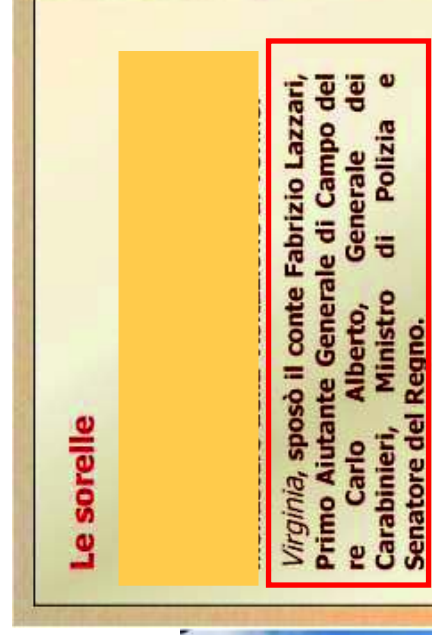 Le sorelle
Virginia, sposò il conte Fabrizio Lazzari,
Primo Aiutante Generale di Campo del
re Carlo Alberto, Generale dei
Carabinieri, Ministro di Polizia e
Senatore del Regno.